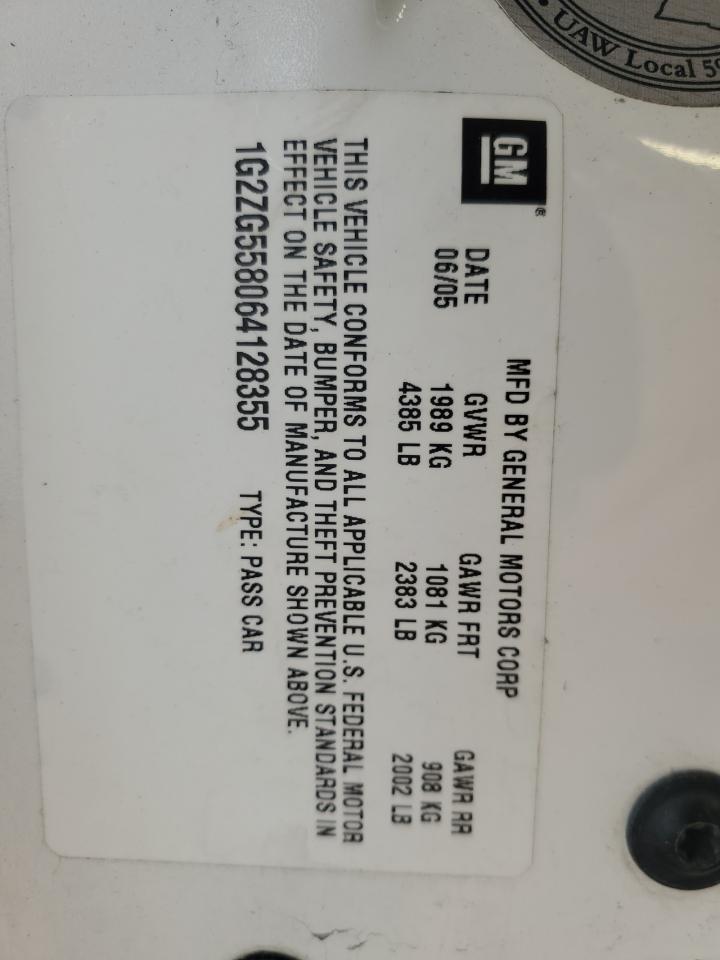 UAW Local 59
GM
MFD BY GENERAL MOTORS CORP
DATE GVWR GAWR FRT GAWR RR
06/05 1989 KG 1081 KG 908 KG
4385 LB 2383 LB 2002 LB
THIS VEHICLE CONFORMS TO ALL APPLICABLE U.S. FEDERAL MOTOR
VEHICLE SAFETY, BUMPER, AND THEFT PREVENTION STANDARDS IN
EFFECT ON THE DATE OF MANUFACTURE SHOWN ABOVE.
1G2ZG558064128355 TYPE: PASS CAR